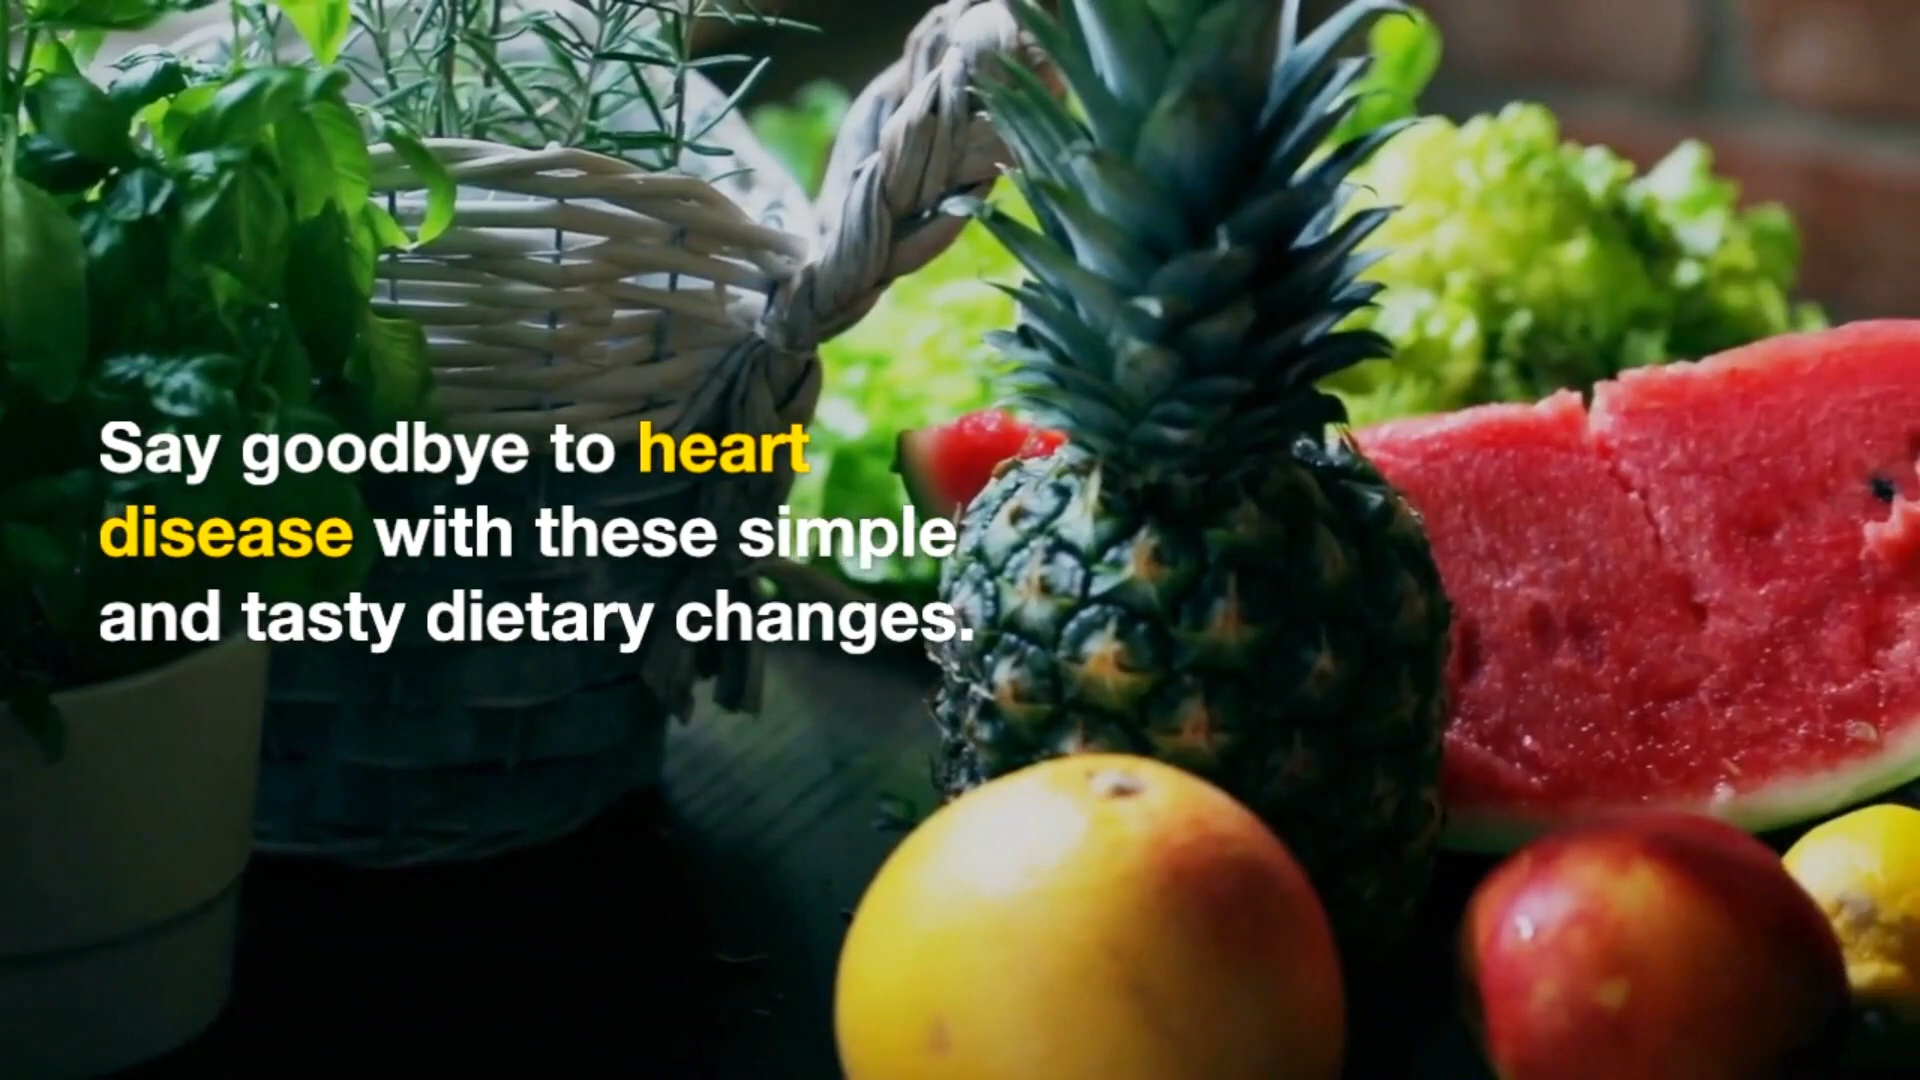 Say goodbye to heart
disease with these simple
and tasty dietary changes.